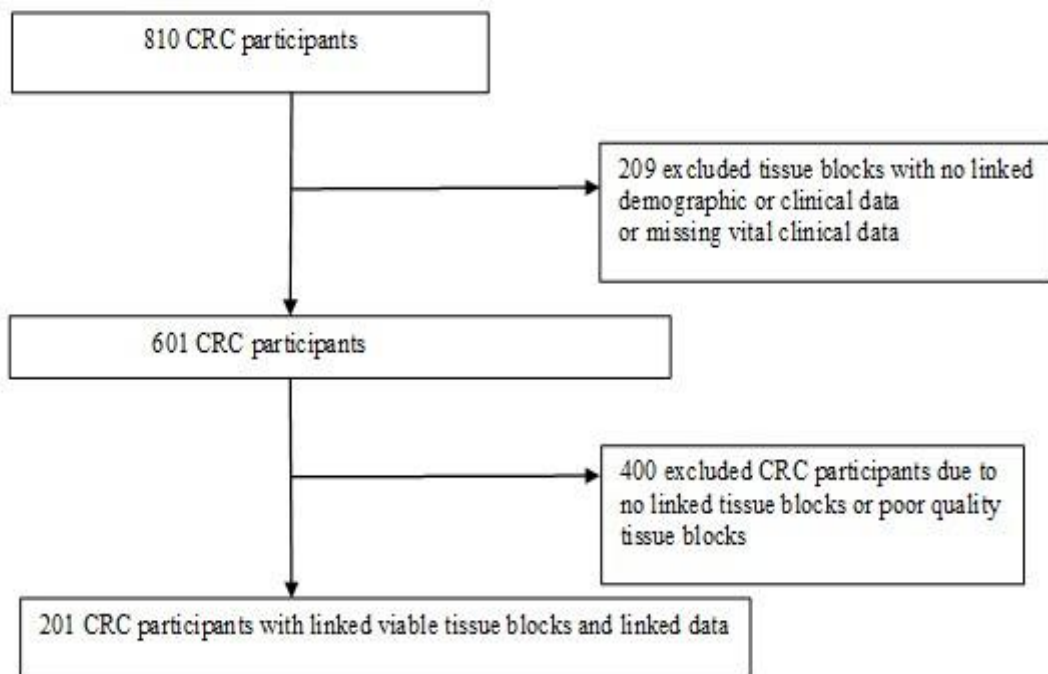 810 CRC participants
209 excluded tissue blocks with no linked
demographic or clinical data
or missing vital clinical data
601 CRC participants
400 excluded CRC participants due to
no linked tissue blocks or poor quality
tissue blocks
201 CRC participants with linked viable tissue blocks and linked data